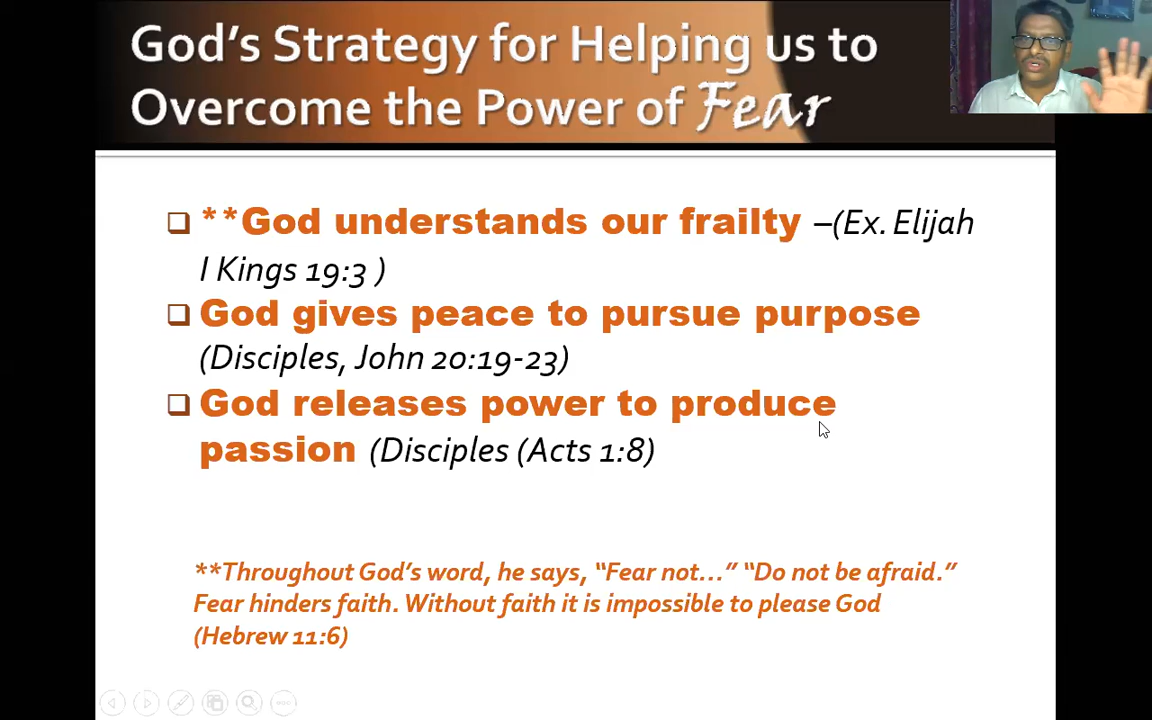 God's Strategy for Helping us to
Overcome the Power of Fear
**God understands our frailty –(Ex. Elijah
I Kings 19:3 )
God gives peace to pursue purpose
(Disciples, John 20:19-23)
God releases power to produce
passion (Disciples (Acts 1:8)
**Throughout God's word, he says, “Fear not...” “Do not be afraid.”
Fear hinders faith. Without faith it is impossible to please God
(Hebrew 11:6)